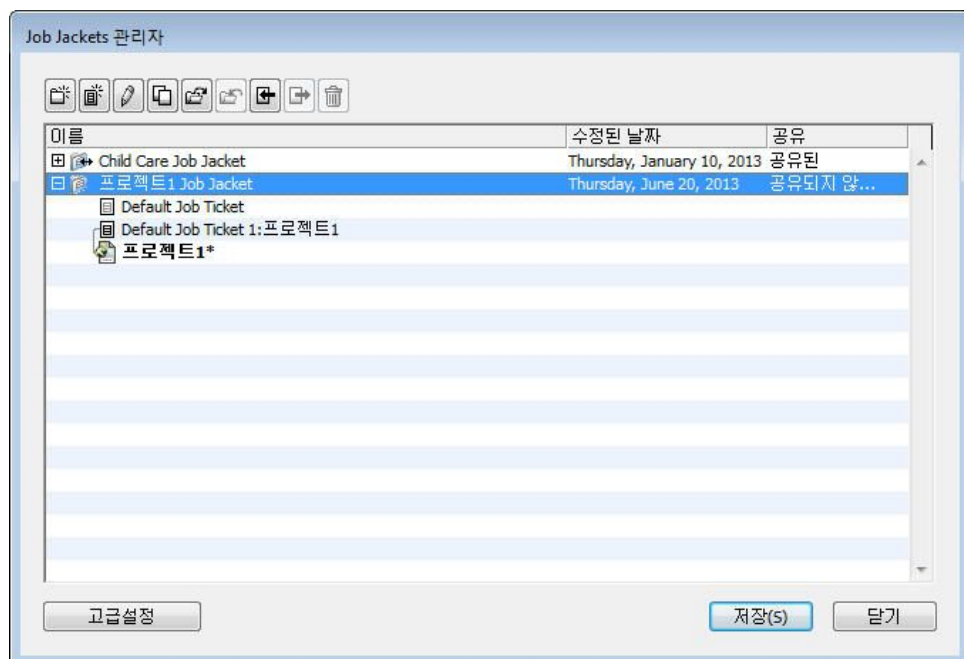 Job Jackets 관리자
이름 수정된 날짜 공유
Child Care Job Jacket Thursday, January 10, 2013 공유된
프로젝트1 Job Jacket Thursday, June 20, 2013 공유되지 않...
Default Job Ticket
Default Job Ticket 1:프로젝트1
프로젝트1*
고급설정 저장(S) 닫기